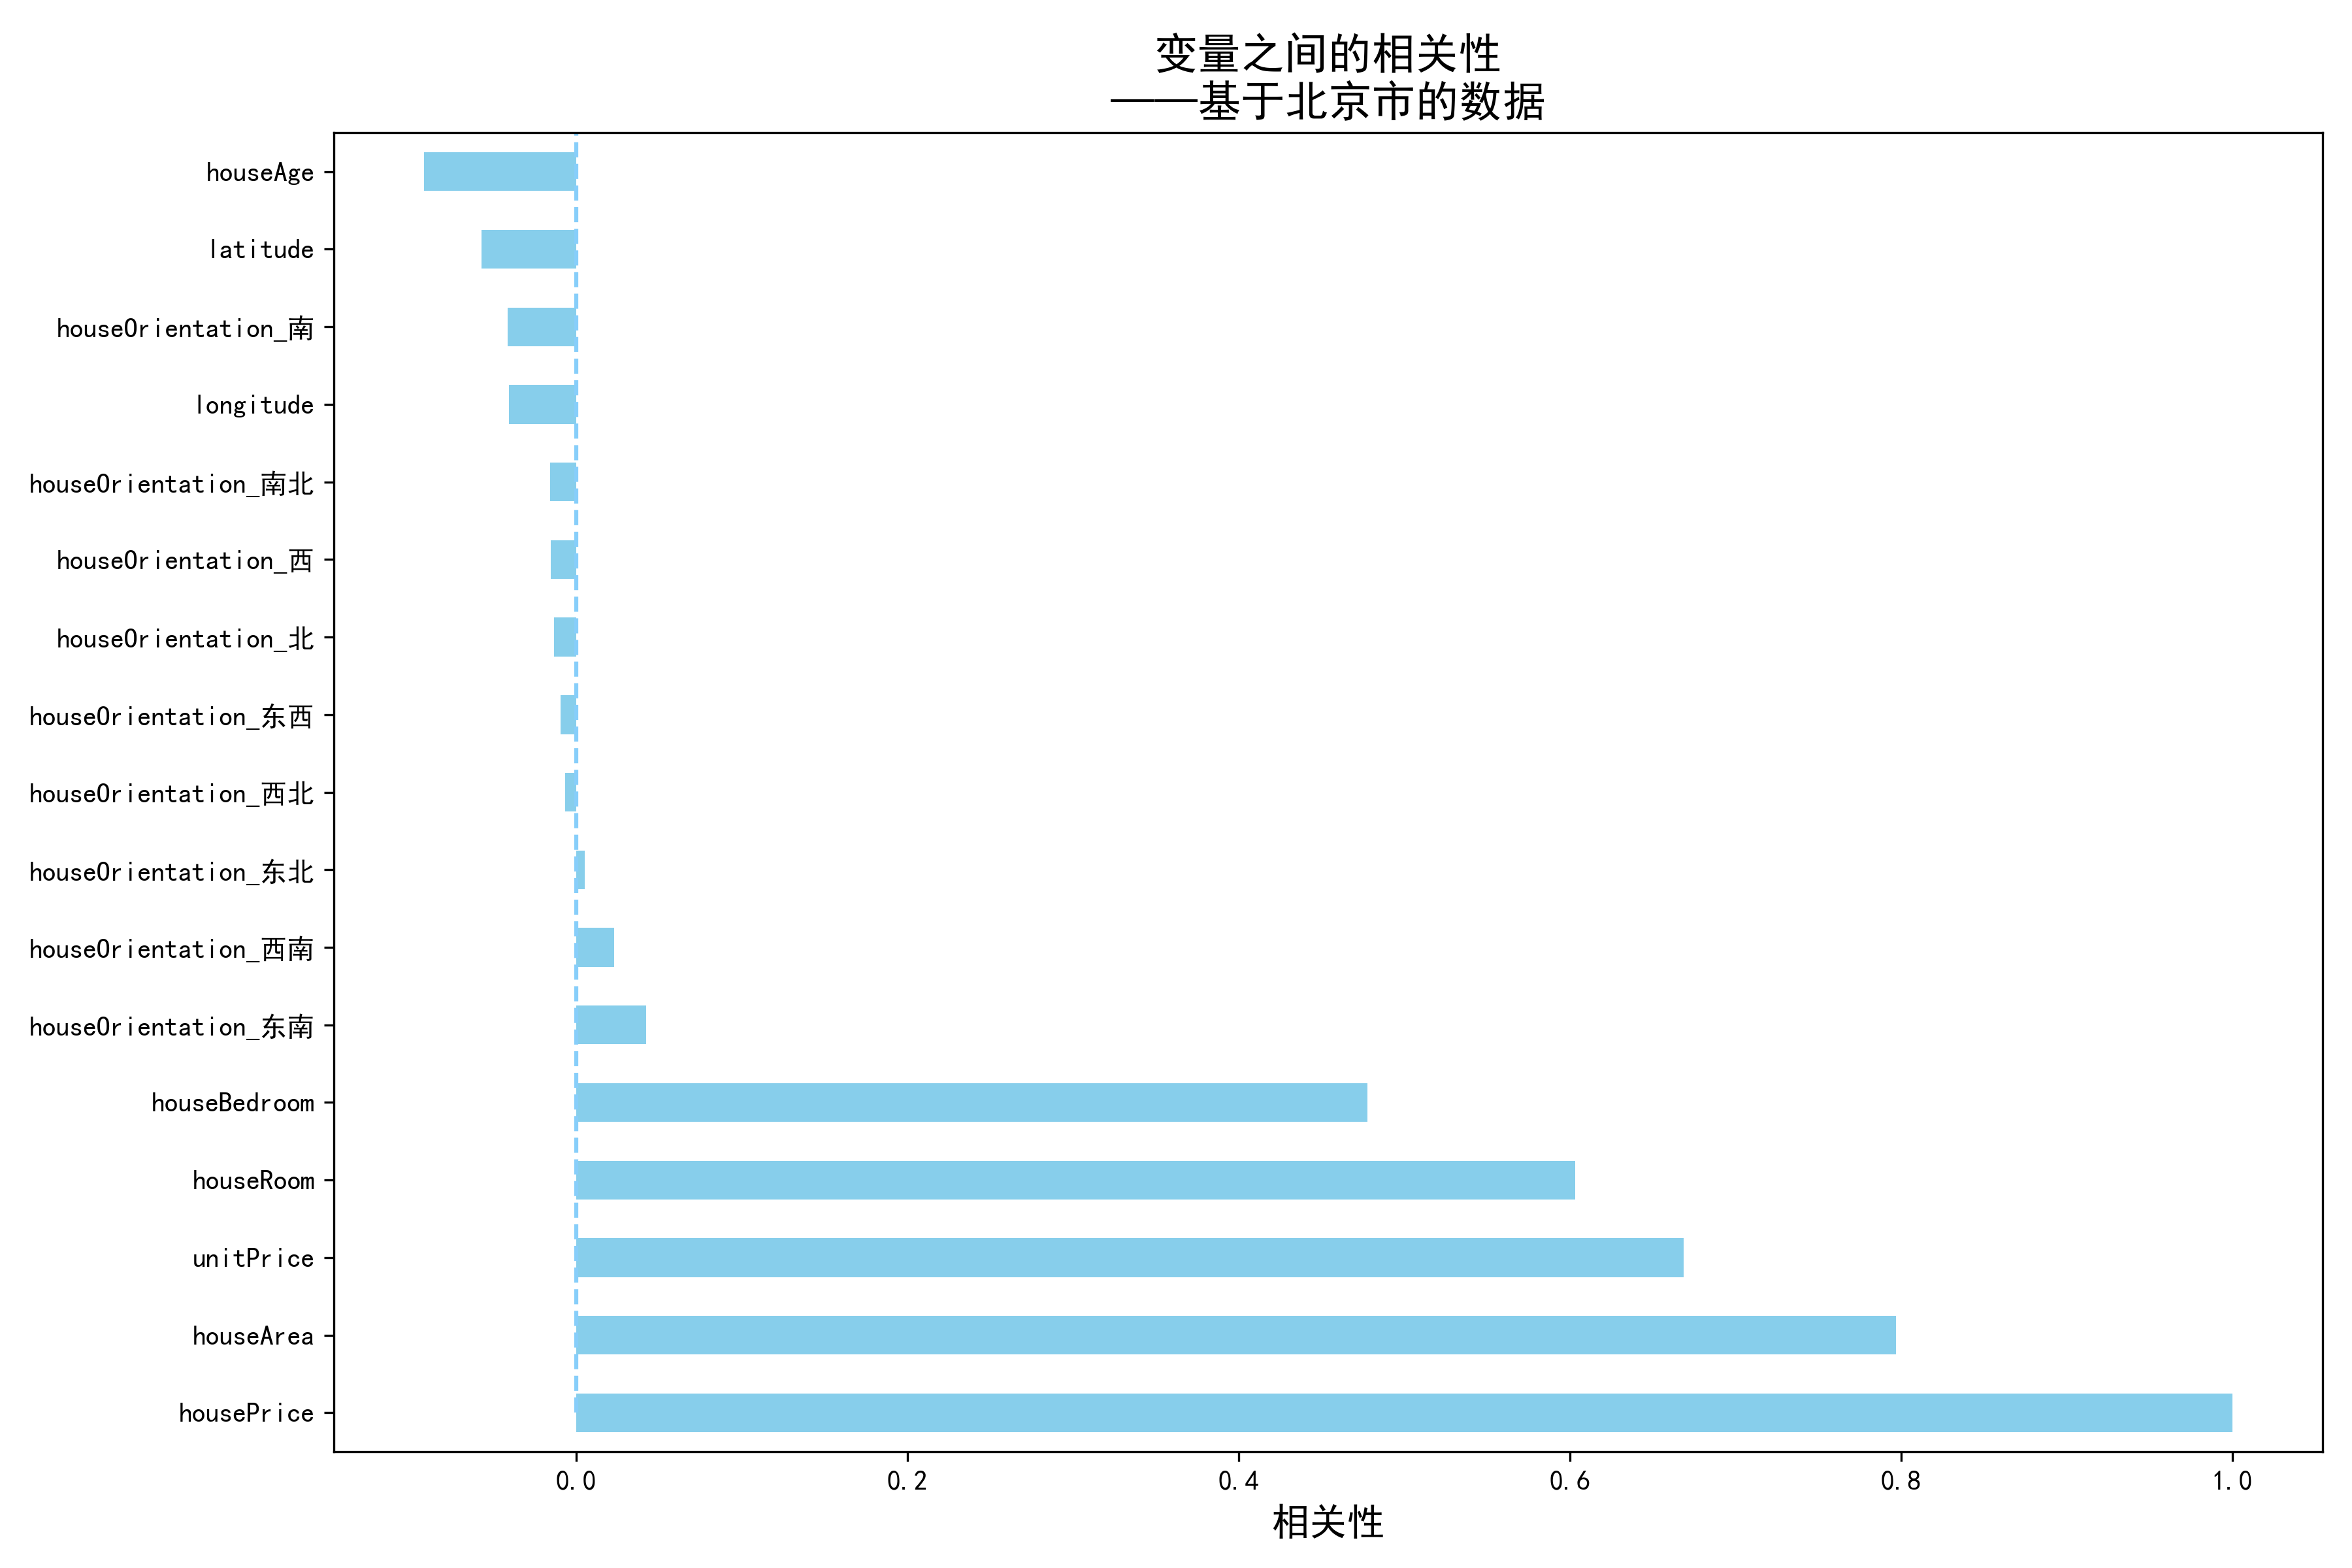 变量之间的相关性
——基于北京市的数据
houseAge
latitude
houseOrientation_南
longitude
houseOrientation_南北
houseOrientation_西
houseOrientation_北
houseOrientation_东西
houseOrientation_西北
houseOrientation_东北
houseOrientation_西南
houseOrientation_东南
houseBedroom
houseRoom
unitPrice
houseArea
housePrice
0.0 0.2 0.4 0.6 0.8 1.0
相关性